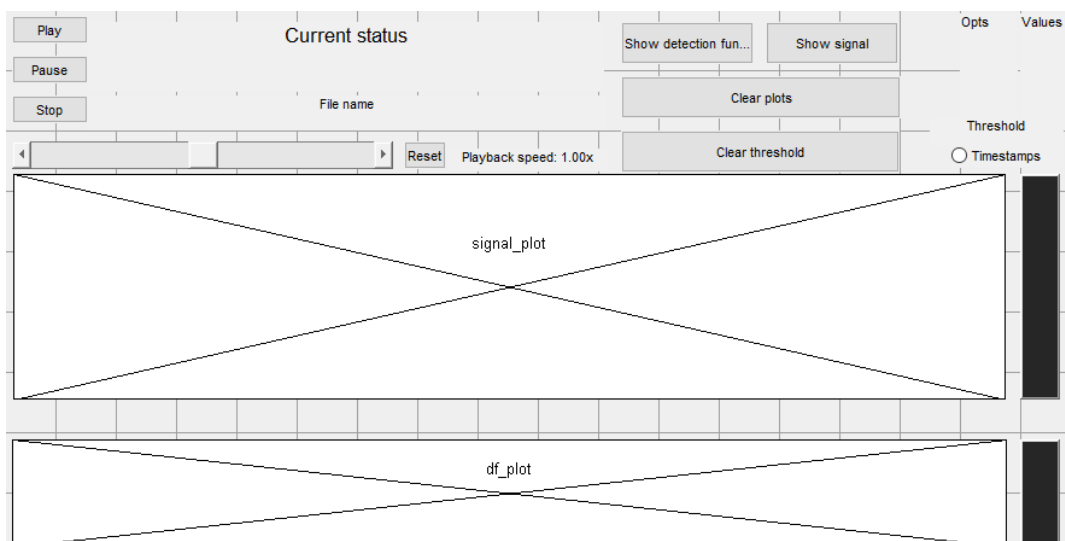 Play
Current status
Show detection fun...
Show signal
Opts
Values
Pause
Clear plots
Stop
File name
Threshold
Reset
Playback speed: 1.00x
Clear threshold
Timestamps
signal_plot
df_plot